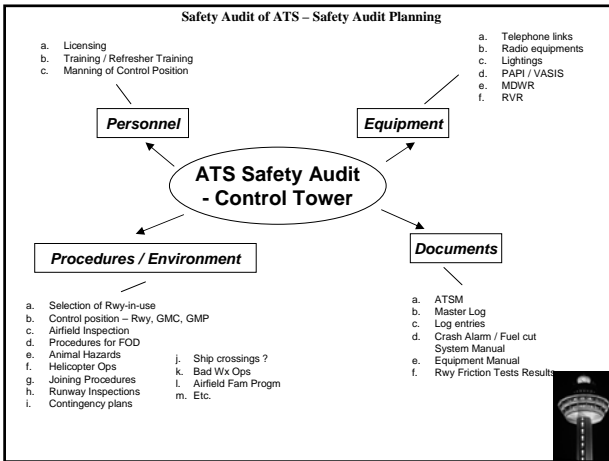 Safety Audit of ATS – Safety Audit Planning
a. Licensing
b. Training / Refresher Training
c. Manning of Control Position
a. Telephone links
b. Radio equipments
c. Lightings
d. PAPI / VASIS
e. MDWR
f. RVR
Personnel
Equipment
ATS Safety Audit
- Control Tower
Procedures / Environment
Documents
a. Selection of Rwy-in-use
b. Control position – Rwy, GMC, GMP
c. Airfield Inspection
d. Procedures for FOD
e. Animal Hazards
f. Helicopter Ops
g. Joining Procedures
h. Runway Inspections
i. Contingency plans
j. Ship crossings ?
k. Bad Wx Ops
l. Airfield Fam Progm
m. Etc.
a. ATSM
b. Master Log
c. Log entries
d. Crash Alarm / Fuel cut
System Manual
e. Equipment Manual
f. Rwy Friction Tests Results